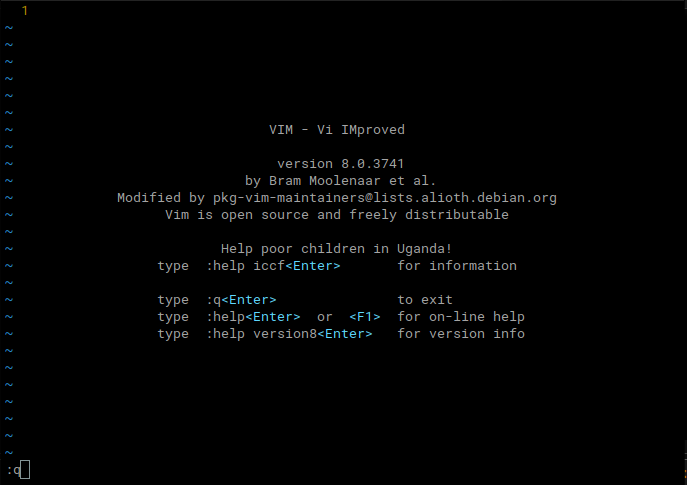 1
~
~
~
~
~
~
~ VIM - Vi IMproved
~
~ version 8.0.3741
~ by Bram Moolenaar et al.
~ Modified by pkg-vim-maintainers@lists.alioth.debian.org
~ Vim is open source and freely distributable
~
~ Help poor children in Uganda!
~ type :help iccf<Enter> for information
~
~ type :q<Enter> to exit
~ type :help<Enter> or <F1> for on-line help
~ type :help version8<Enter> for version info
~
~
~
~
~
~
~
:q